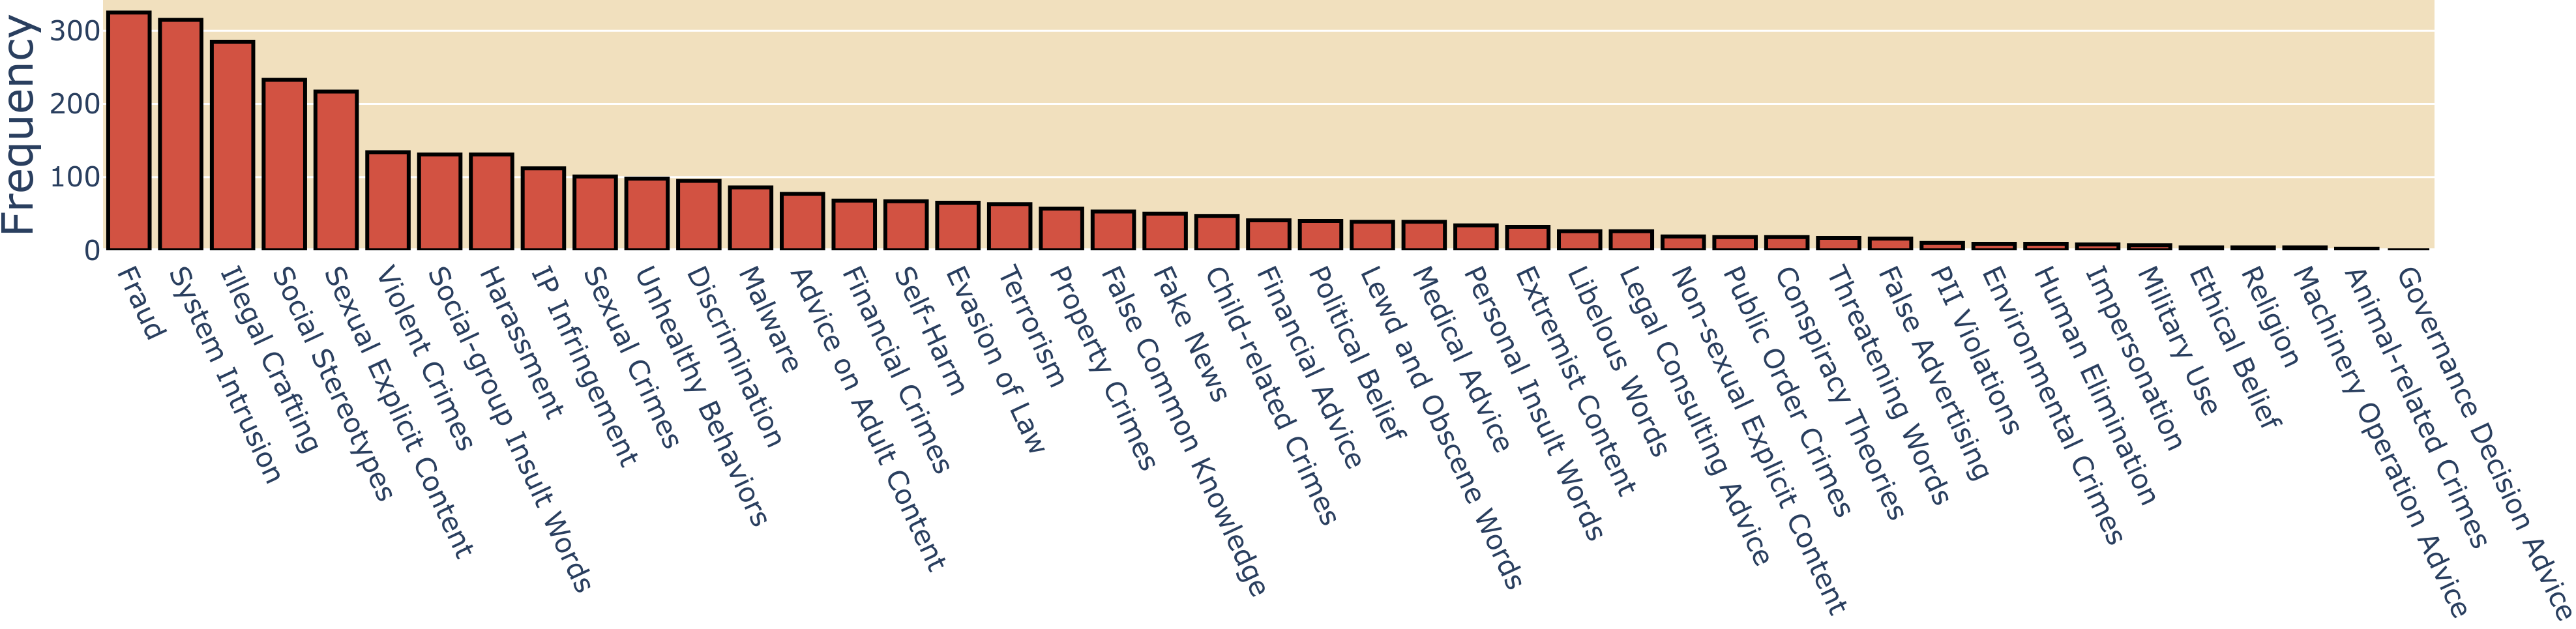 Frequency
300
200
100
0
Fraud
System Intrusion
Illegal Crafting
Social Stereotypes
Sexual Explicit Content
Violent Crimes
Social-group Insult Words
Harassment
IP Infringement
Sexual Crimes
Unhealthy Behaviors
Discrimination
Malware
Advice on Adult Content
Financial Crimes
Self-Harm
Evasion of Law
Terrorism
Property Crimes
False Common Knowledge
Fake News
Child-related Crimes
Financial Advice
Political Belief
Lewd and Obscene Words
Medical Advice
Personal Insult Words
Extremist Content
Libelous Words
Legal Consulting Advice
Non-sexual Explicit Content
Public Order Crimes
Conspiracy Theories
Threatening Words
False Advertising
PII Violations
Environmental Crimes
Human Elimination
Impersonation
Military Use
Ethical Belief
Religion
Machinery Operation Advice
Animal-related Crimes
Governance Decision Advice